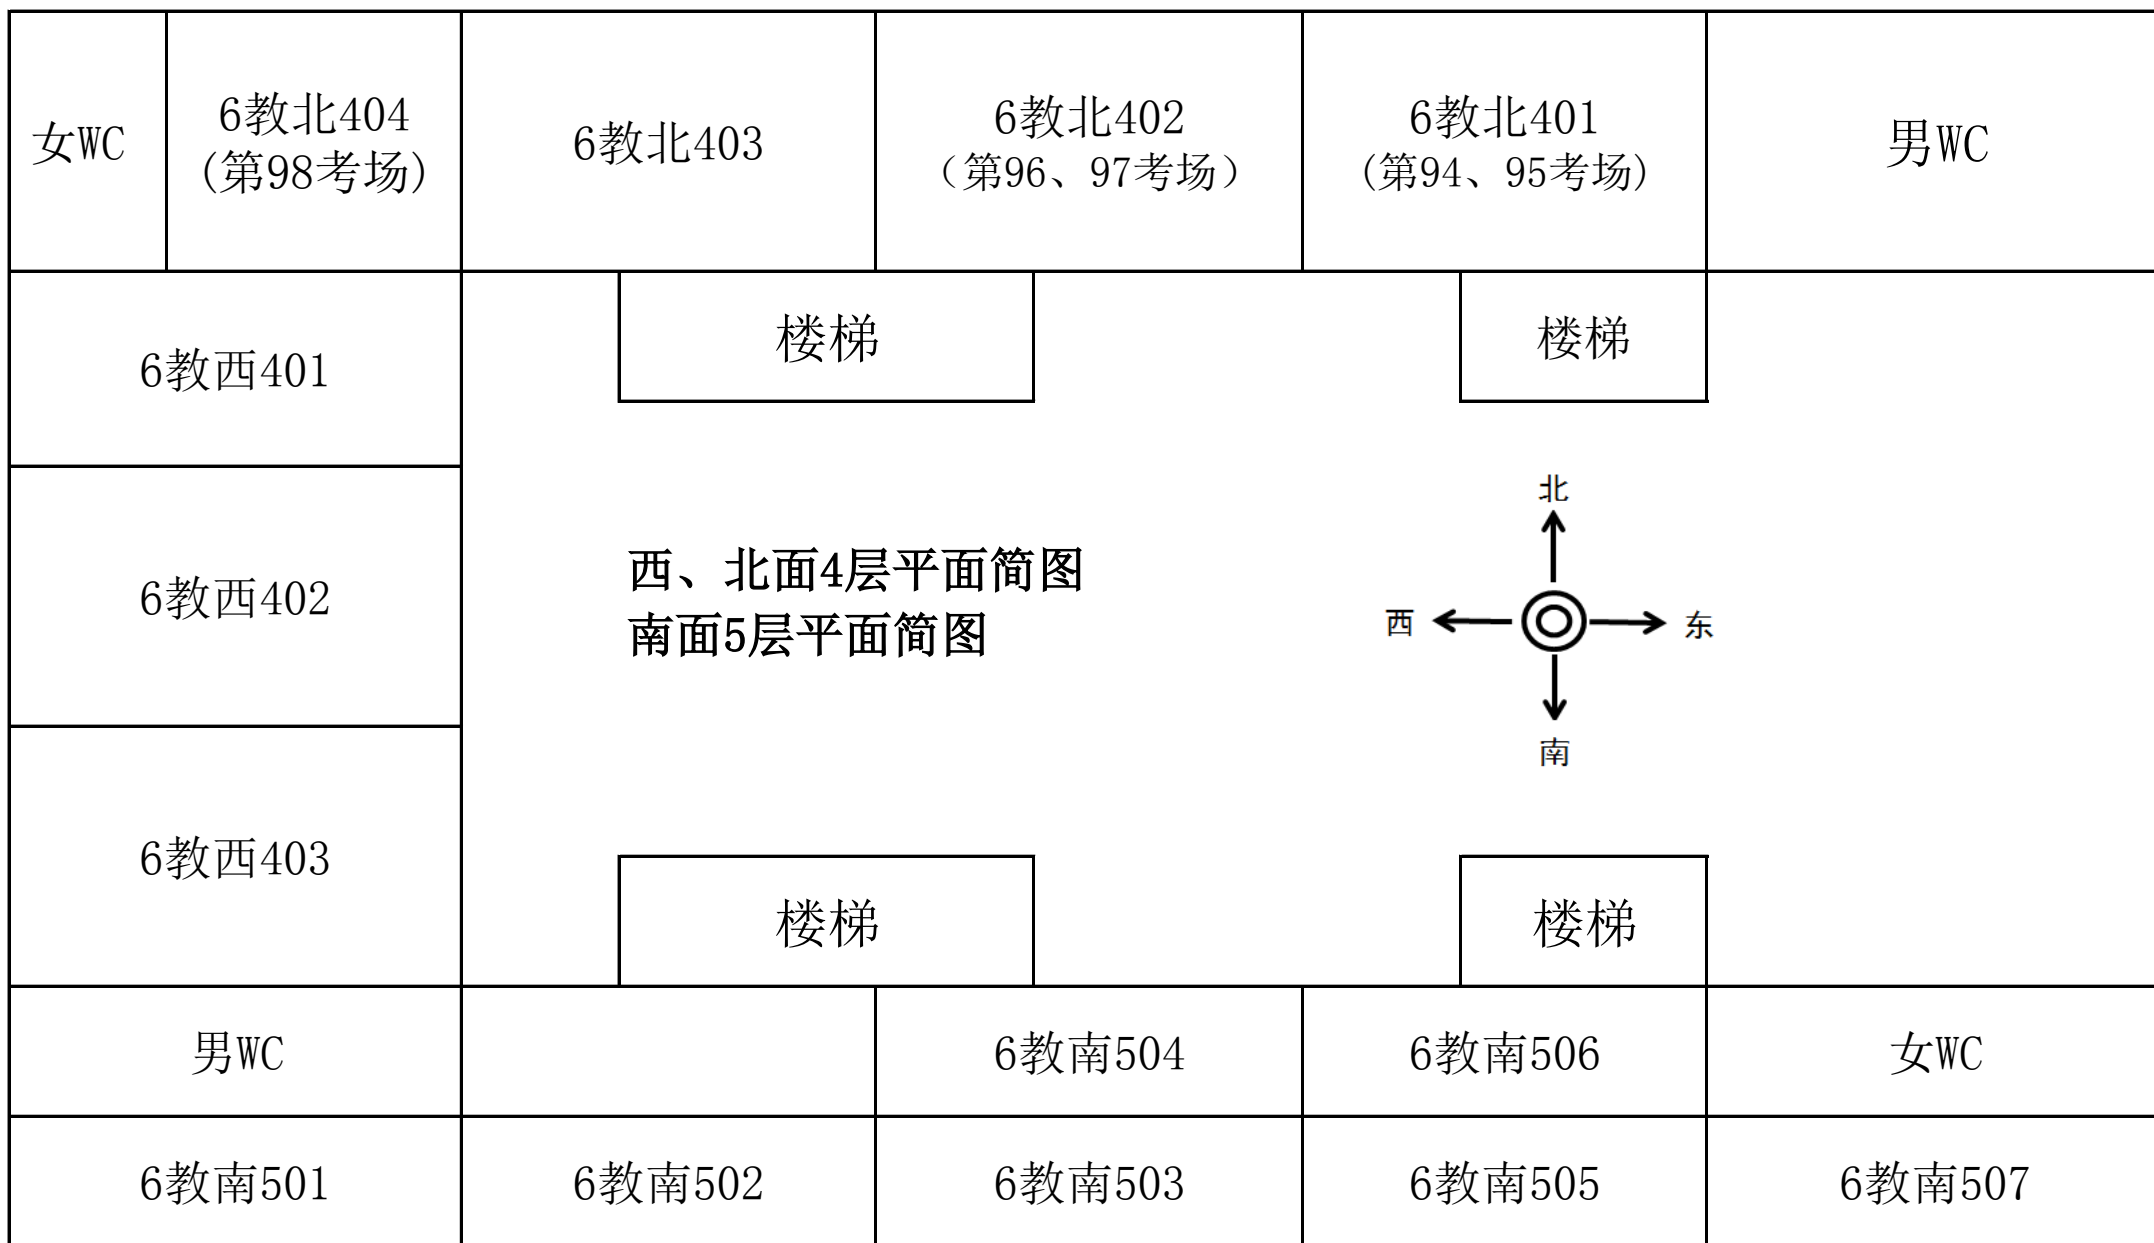 女WC
6教北404
(第98考场)
6教北403
6教北402
（第96、97考场）
6教北401
(第94、95考场)
男WC
6教西401
楼梯
楼梯
6教西402
西、北面4层平面简图
南面5层平面简图
北
西
东
南
6教西403
楼梯
楼梯
男WC
6教南504
6教南506
女WC
6教南501
6教南502
6教南503
6教南505
6教南507